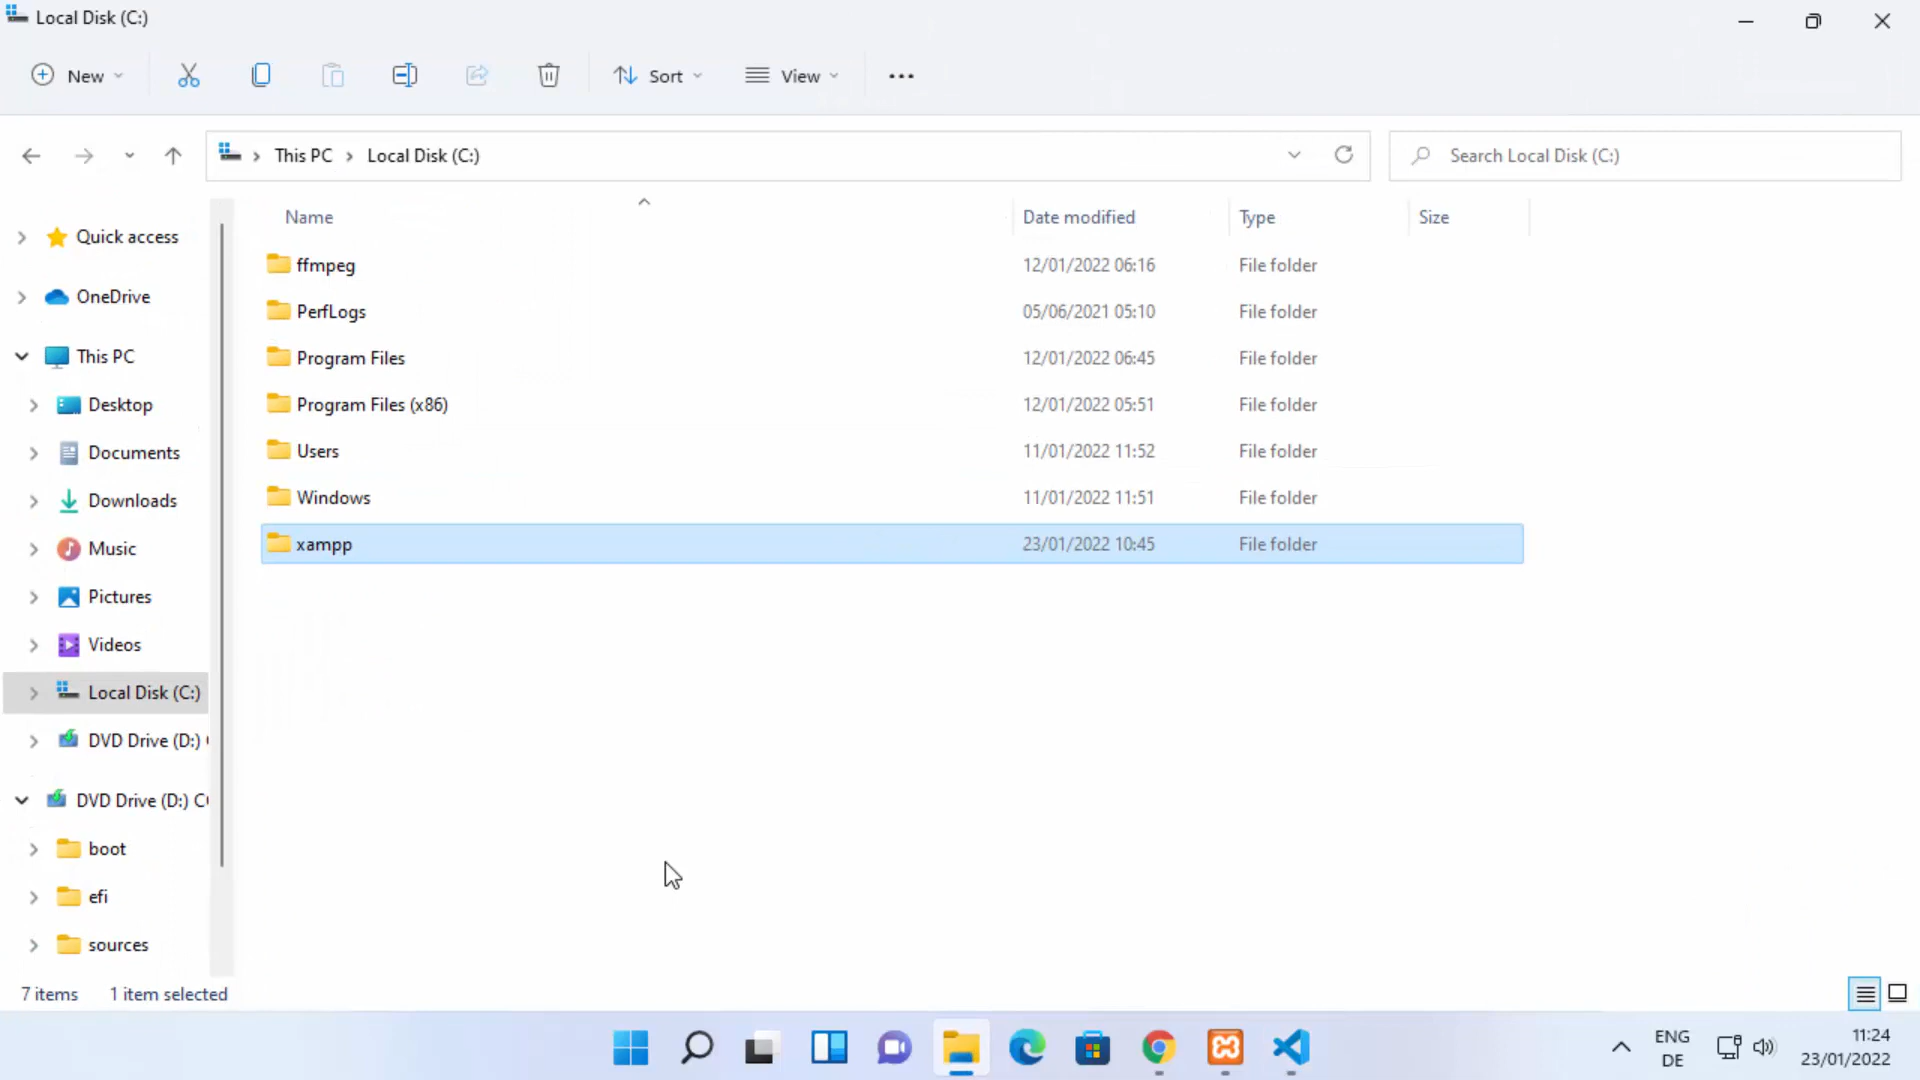 Local Disk (C:)
New
Sort
View
This PC
Local Disk (C:)
Search Local Disk (C:)
Name
Date modified
Type
Size
ffmpeg 12/01/2022 06:16 File folder
PerfLogs 05/06/2021 05:10 File folder
Program Files 12/01/2022 06:45 File folder
Program Files (x86) 12/01/2022 05:51 File folder
Users 11/01/2022 11:52 File folder
Windows 11/01/2022 11:51 File folder
xampp 23/01/2022 10:45 File folder
Quick access
OneDrive
This PC
Desktop
Documents
Downloads
Music
Pictures
Videos
Local Disk (C:)
DVD Drive (D:)
DVD Drive (D:)
boot
efi
sources
7 items
1 item selected
ENG
DE
11:24
23/01/2022